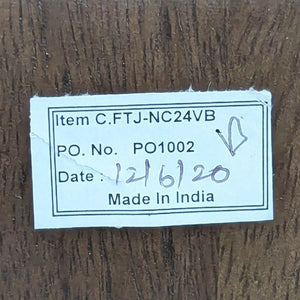 Item C.FTJ-NC24VB
PO. No. PO1002
Date : 12/6/20
Made In India